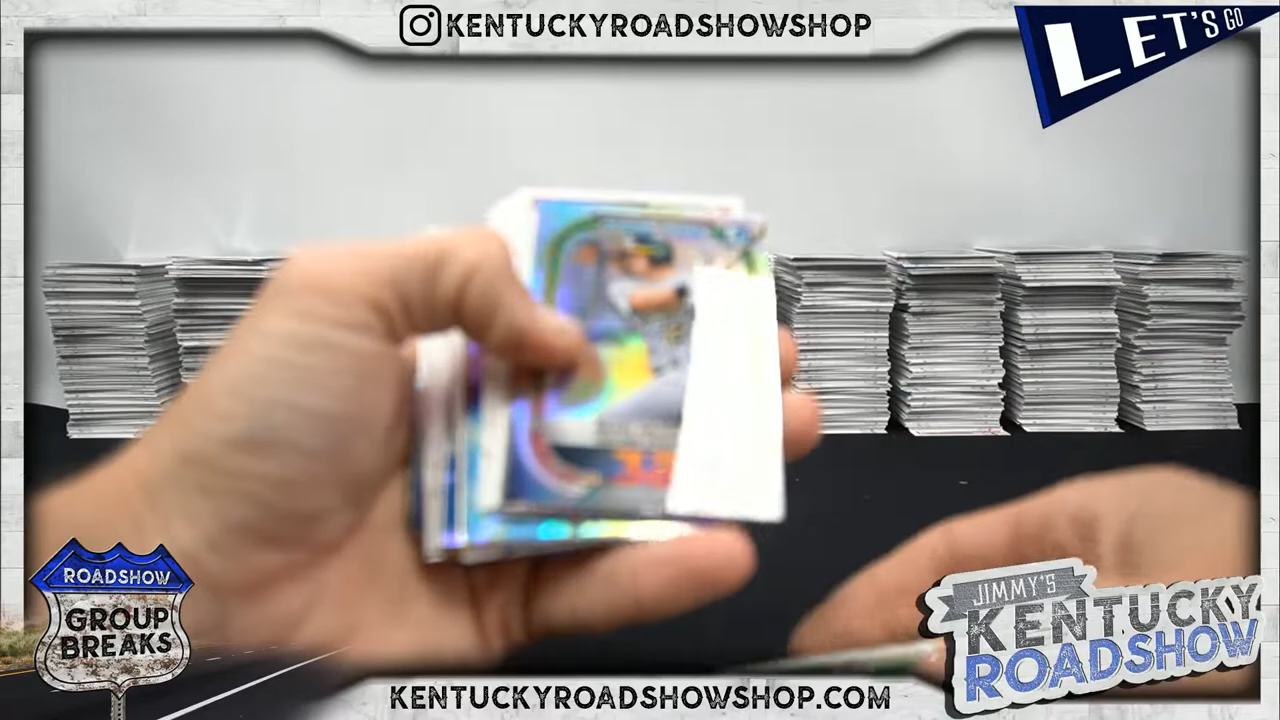 KENTUCKYROADSHOWSHOP
LET'S GO
ROADSHOW
GROUP
BREAKS
JIMMY'S
KENTUCKY
ROADSHOW
KENTUCKYROADSHOWSHOP.COM